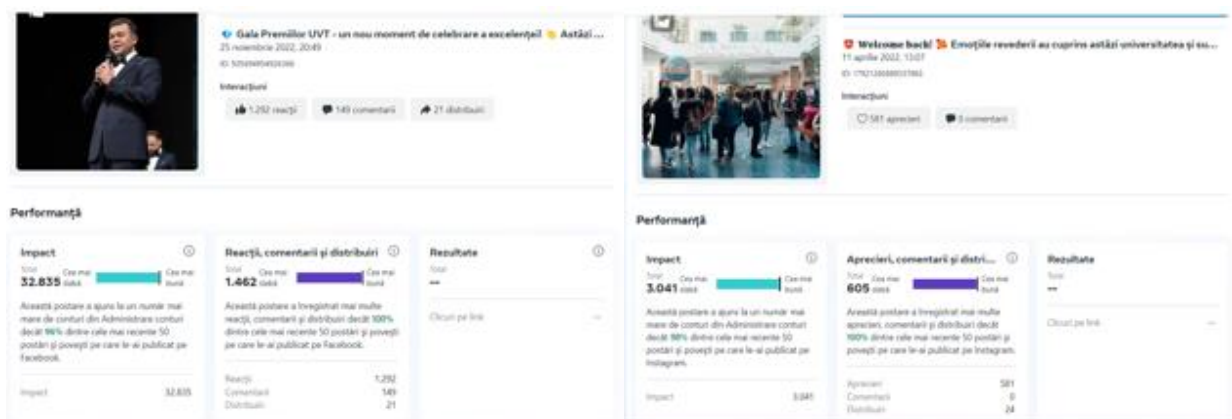 Gala Premiilor UVT - un nou moment de celebrare a excelenței! Astăzi ...
25 noiembrie 2022, 20:49
Interacțiuni
1.292 reacții 149 comentarii 21 distribuiri
Performanță
Impact
Total
32.835 Cea mai slabă Cea mai bună
Această postare a ajuns la un număr mai
mare de conturi din Administrare conturi
decât 96% dintre cele mai recente 50
postări și povești pe care le-ai publicat pe
Facebook.
Impact 32.835
Reacții, comentarii și distribuiri
Total
1.462 Cea mai slabă Cea mai bună
Această postare a înregistrat mai multe
reacții, comentarii și distribuiri decât 100%
dintre cele mai recente 50 postări și povești
pe care le-ai publicat pe Facebook.
Reacții 1.292
Comentarii 149
Distribuiri 21
Rezultate
Total
--
Clicuri pe link --
Welcome back! Emoțiile revederii au cuprins astăzi universitatea și su...
11 aprilie 2022, 13:07
Interacțiuni
581 aprecieri 0 comentarii
Performanță
Impact
Total
3.041 Cea mai slabă Cea mai bună
Această postare a ajuns la un număr mai
mare de conturi din Administrare conturi
decât 98% dintre cele mai recente 50
postări și povești pe care le-ai publicat pe
Instagram.
Impact 3.041
Aprecieri, comentarii și distri...
Total
605 Cea mai slabă Cea mai bună
Această postare a înregistrat mai multe
aprecieri, comentarii și distribuiri decât
100% dintre cele mai recente 50 postări și
povești pe care le-ai publicat pe Instagram.
Aprecieri 581
Comentarii 0
Distribuiri 24
Rezultate
Total
--
Clicuri pe link --